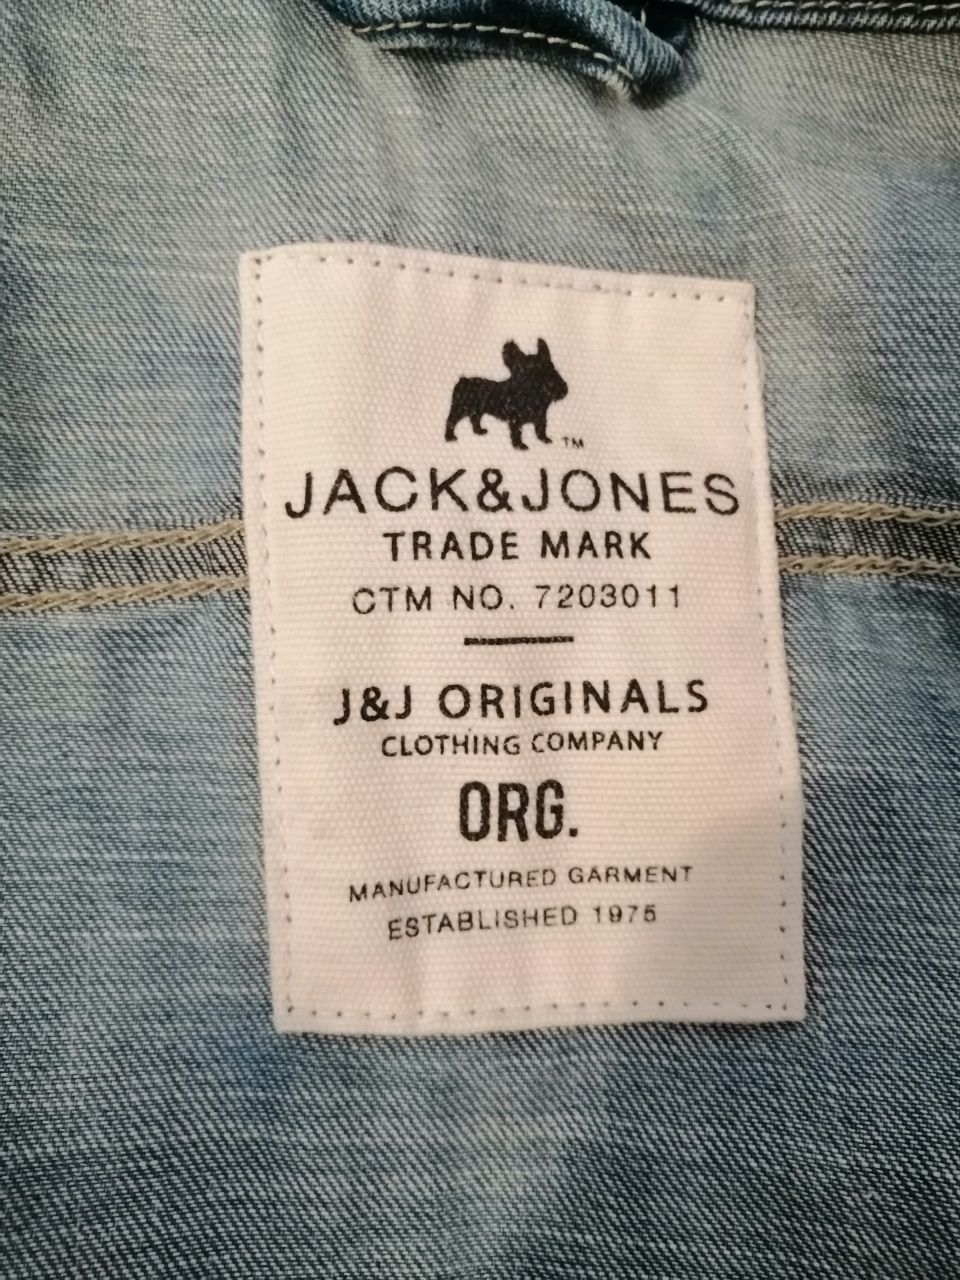 TM
JACK&JONES
TRADE MARK
CTM NO. 7203011
J&J ORIGINALS
CLOTHING COMPANY
ORG.
MANUFACTURED GARMENT
ESTABLISHED 1975